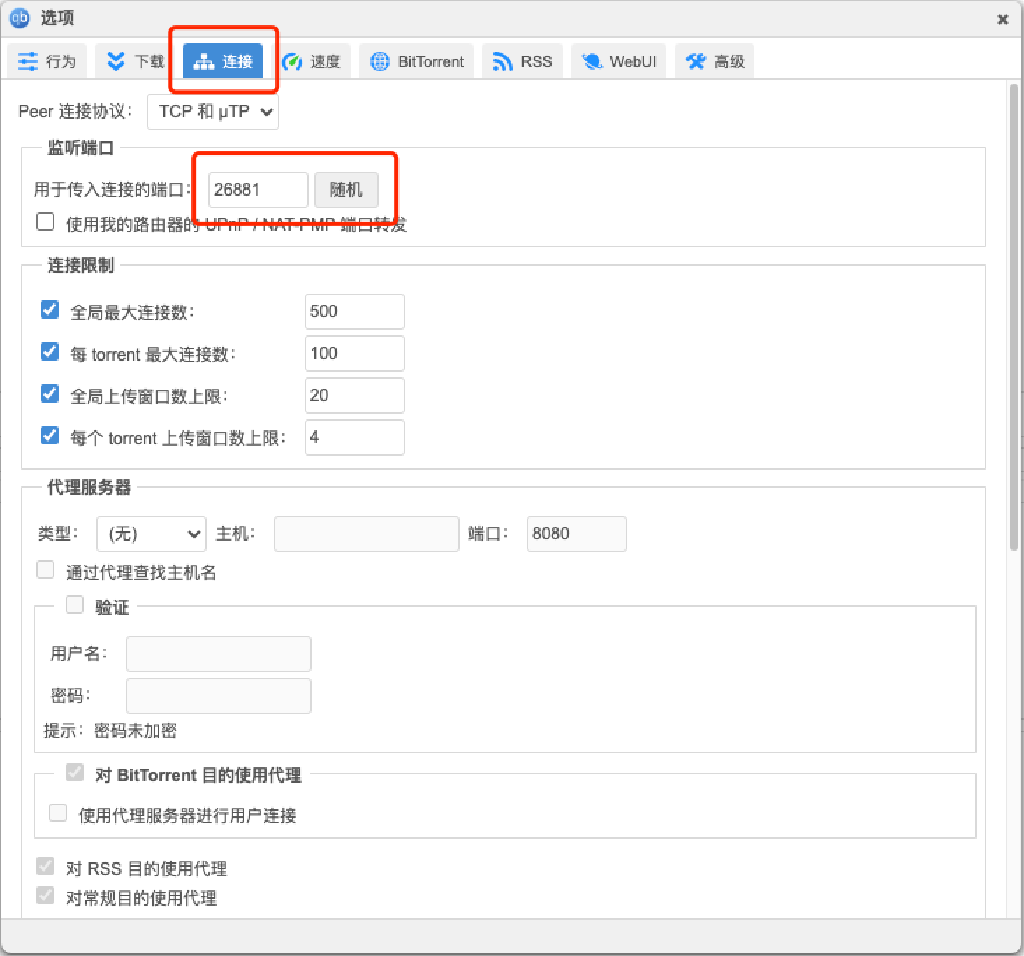 qb 选项
行为 下载 连接 速度 BitTorrent RSS WebUI 高级
Peer 连接协议： TCP 和 μTP
监听端口
用于传入连接的端口： 26881 随机
使用我的路由器的 UPnP / NAT-PMP 端口转发
连接限制
全局最大连接数： 500
每 torrent 最大连接数： 100
全局上传窗口数上限： 20
每个 torrent 上传窗口数上限： 4
代理服务器
类型： (无) 主机： 端口： 8080
通过代理查找主机名
验证
用户名：
密码：
提示：密码未加密
对 BitTorrent 目的使用代理
使用代理服务器进行用户连接
对 RSS 目的使用代理
对常规目的使用代理